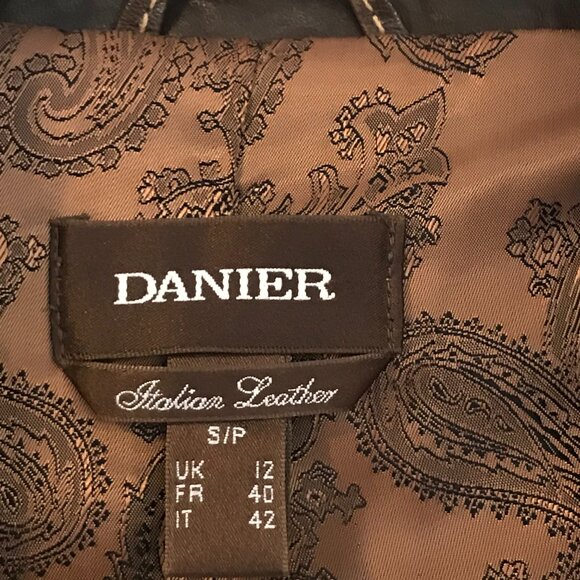 DANIER
Italian Leather
S/P
UK 12
FR 40
IT 42